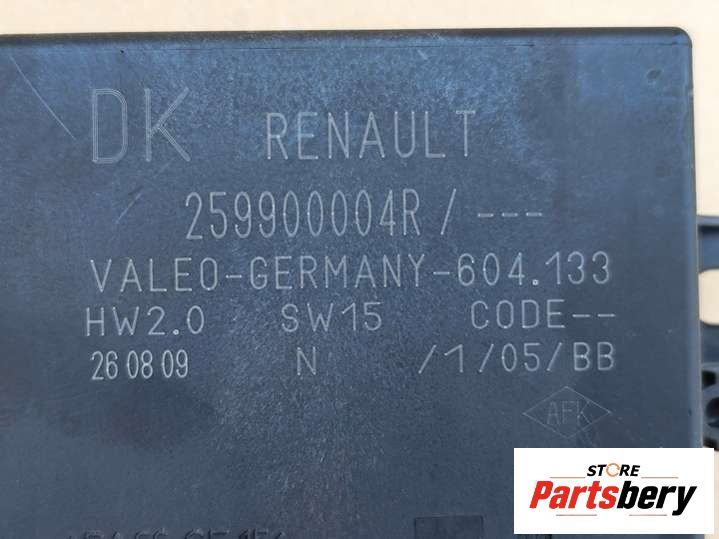 DK RENAULT
259900004R / ---
VALEO-GERMANY-604.133
HW2.0 SW15 CODE--
26 08 09 N /1/05/BB
AFK
STORE
Partsbery